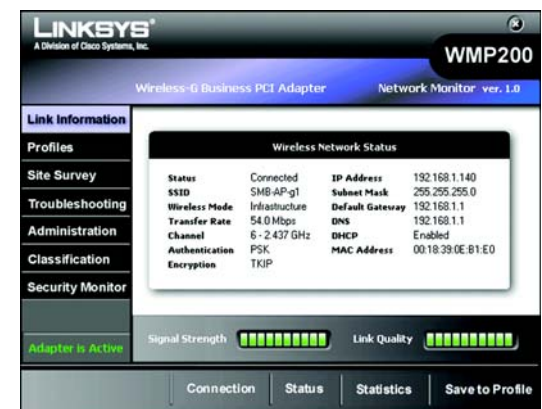 LINKSYS®
A Division of Cisco Systems, Inc.
WMP200
Wireless-G Business PCI Adapter Network Monitor ver. 1.0
Link Information
Profiles
Site Survey
Troubleshooting
Administration
Classification
Security Monitor
Adapter is Active
Wireless Network Status
Status Connected
SSID SMB-AP-g1
Wireless Mode Infrastructure
Transfer Rate 54.0 Mbps
Channel 6 - 2.437 GHz
Authentication PSK
Encryption TKIP
IP Address 192.168.1.140
Subnet Mask 255.255.255.0
Default Gateway 192.168.1.1
DNS 192.168.1.1
DHCP Enabled
MAC Address 00:18:39:0E:B1:E0
Signal Strength Link Quality
Connection Status Statistics Save to Profile